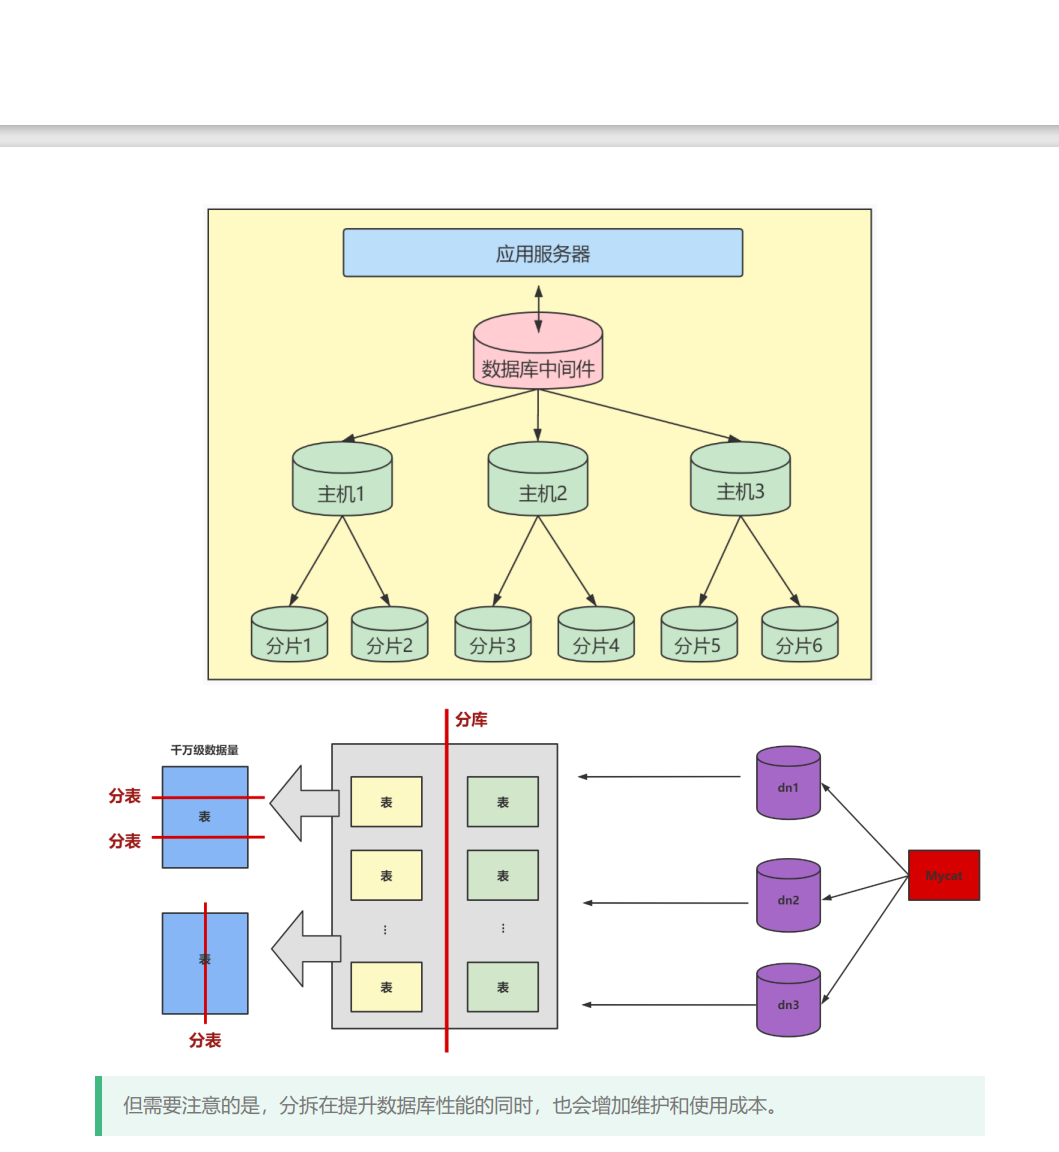 应用服务器
数据库中间件
主机1
主机2
主机3
分片1
分片2
分片3
分片4
分片5
分片6
分库
千万级数据量
分表
表
分表
表
分表
表
表
表
表
...
...
表
表
dn1
dn2
dn3
Mycat
但需要注意的是，分拆在提升数据库性能的同时，也会增加维护和使用成本。